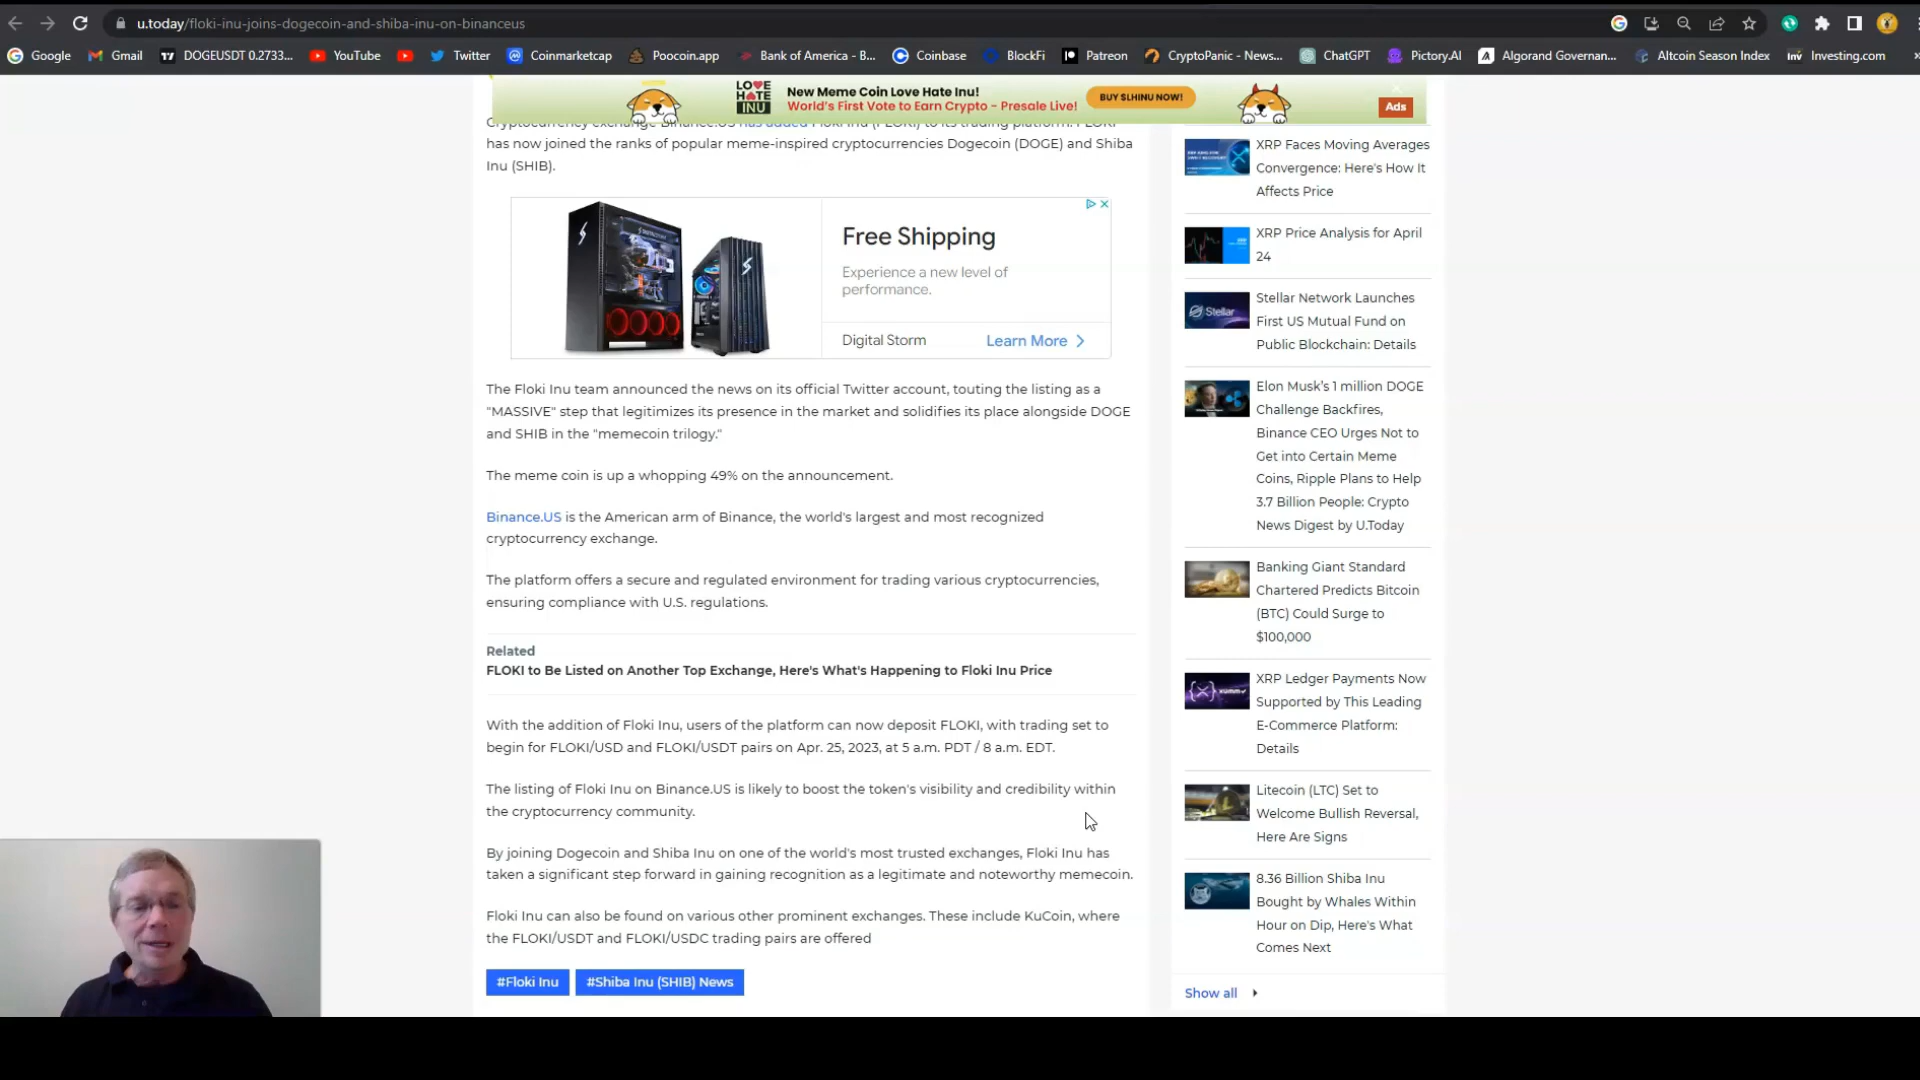 u.today/floki-inu-joins-dogecoin-and-shiba-inu-on-binanceus
Google
Gmail
DOGEUSDT 0.2733...
YouTube
Twitter
Coinmarketcap
Poocoin.app
Bank of America - B...
Coinbase
BlockFi
Patreon
CryptoPanic - News...
ChatGPT
Pictory.AI
Algorand Governan...
Altcoin Season Index
Investing.com
LOVE
HATE
INU
New Meme Coin Love Hate Inu!
World's First Vote to Earn Crypto - Presale Live!
BUY $LHINU NOW!
Ads
Cryptocurrency exchange Binance.US has added Floki Inu (FLOKI) to its trading platform. FLOKI
has now joined the ranks of popular meme-inspired cryptocurrencies Dogecoin (DOGE) and Shiba
Inu (SHIB).
Free Shipping
Experience a new level of
performance.
Digital Storm
Learn More
The Floki Inu team announced the news on its official Twitter account, touting the listing as a
"MASSIVE" step that legitimizes its presence in the market and solidifies its place alongside DOGE
and SHIB in the "memecoin trilogy."
The meme coin is up a whopping 49% on the announcement.
Binance.US is the American arm of Binance, the world's largest and most recognized
cryptocurrency exchange.
The platform offers a secure and regulated environment for trading various cryptocurrencies,
ensuring compliance with U.S. regulations.
Related
FLOKI to Be Listed on Another Top Exchange, Here's What's Happening to Floki Inu Price
With the addition of Floki Inu, users of the platform can now deposit FLOKI, with trading set to
begin for FLOKI/USD and FLOKI/USDT pairs on Apr. 25, 2023, at 5 a.m. PDT / 8 a.m. EDT.
The listing of Floki Inu on Binance.US is likely to boost the token's visibility and credibility within
the cryptocurrency community.
By joining Dogecoin and Shiba Inu on one of the world's most trusted exchanges, Floki Inu has
taken a significant step forward in gaining recognition as a legitimate and noteworthy memecoin.
Floki Inu can also be found on various other prominent exchanges. These include KuCoin, where
the FLOKI/USDT and FLOKI/USDC trading pairs are offered
#Floki Inu
#Shiba Inu (SHIB) News
XRP Faces Moving Averages
Convergence: Here's How It
Affects Price
XRP Price Analysis for April
24
Stellar
Stellar Network Launches
First US Mutual Fund on
Public Blockchain: Details
Elon Musk's 1 million DOGE
Challenge Backfires,
Binance CEO Urges Not to
Get into Certain Meme
Coins, Ripple Plans to Help
3.7 Billion People: Crypto
News Digest by U.Today
Banking Giant Standard
Chartered Predicts Bitcoin
(BTC) Could Surge to
$100,000
XRP Ledger Payments Now
Supported by This Leading
E-Commerce Platform:
Details
Litecoin (LTC) Set to
Welcome Bullish Reversal,
Here Are Signs
8.36 Billion Shiba Inu
Bought by Whales Within
Hour on Dip, Here's What
Comes Next
Show all